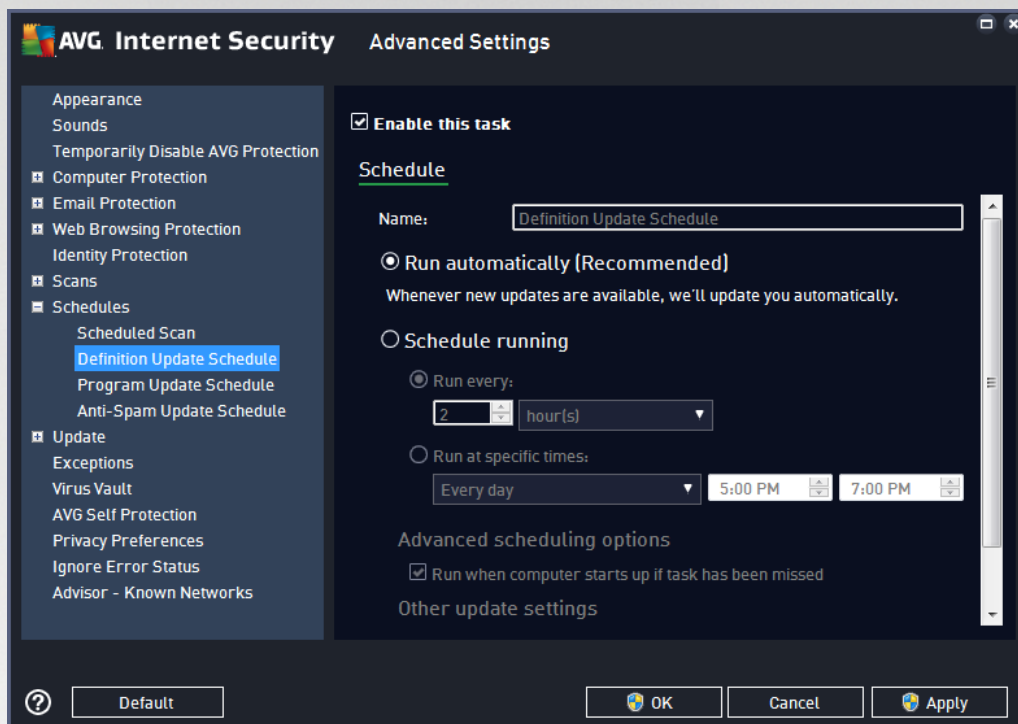 AVG. Internet Security Advanced Settings
Appearance
Sounds
Temporarily Disable AVG Protection
Computer Protection
Email Protection
Web Browsing Protection
Identity Protection
Scans
Schedules
Scheduled Scan
Definition Update Schedule
Program Update Schedule
Anti-Spam Update Schedule
Update
Exceptions
Virus Vault
AVG Self Protection
Privacy Preferences
Ignore Error Status
Advisor - Known Networks
Enable this task
Schedule
Name: Definition Update Schedule
Run automatically (Recommended)
Whenever new updates are available, we'll update you automatically.
Schedule running
Run every:
2 hour(s)
Run at specific times:
Every day 5:00 PM 7:00 PM
Advanced scheduling options
Run when computer starts up if task has been missed
Other update settings
? Default OK Cancel Apply